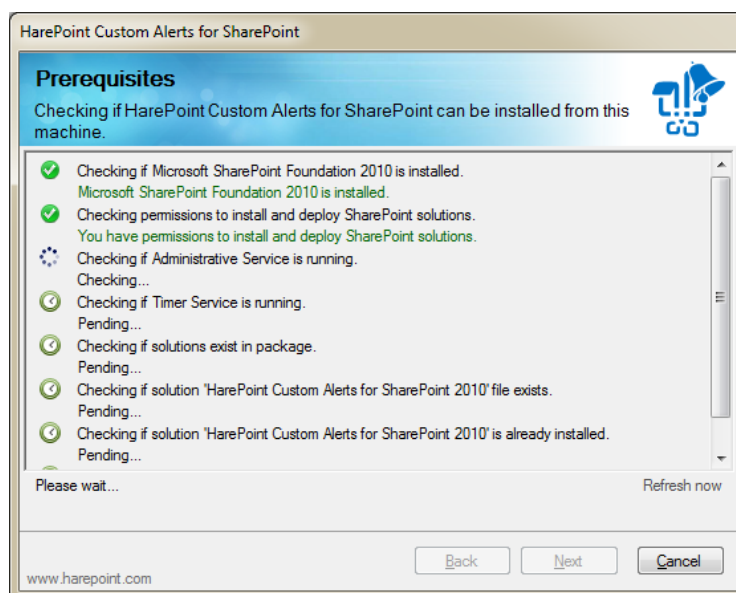 HarePoint Custom Alerts for SharePoint
Prerequisites
Checking if HarePoint Custom Alerts for SharePoint can be installed from this
machine.
Checking if Microsoft SharePoint Foundation 2010 is installed.
Microsoft SharePoint Foundation 2010 is installed.
Checking permissions to install and deploy SharePoint solutions.
You have permissions to install and deploy SharePoint solutions.
Checking if Administrative Service is running.
Checking...
Checking if Timer Service is running.
Pending...
Checking if solutions exist in package.
Pending...
Checking if solution 'HarePoint Custom Alerts for SharePoint 2010' file exists.
Pending...
Checking if solution 'HarePoint Custom Alerts for SharePoint 2010' is already installed.
Pending...
Please wait...
Refresh now
Back
Next
Cancel
www.harepoint.com